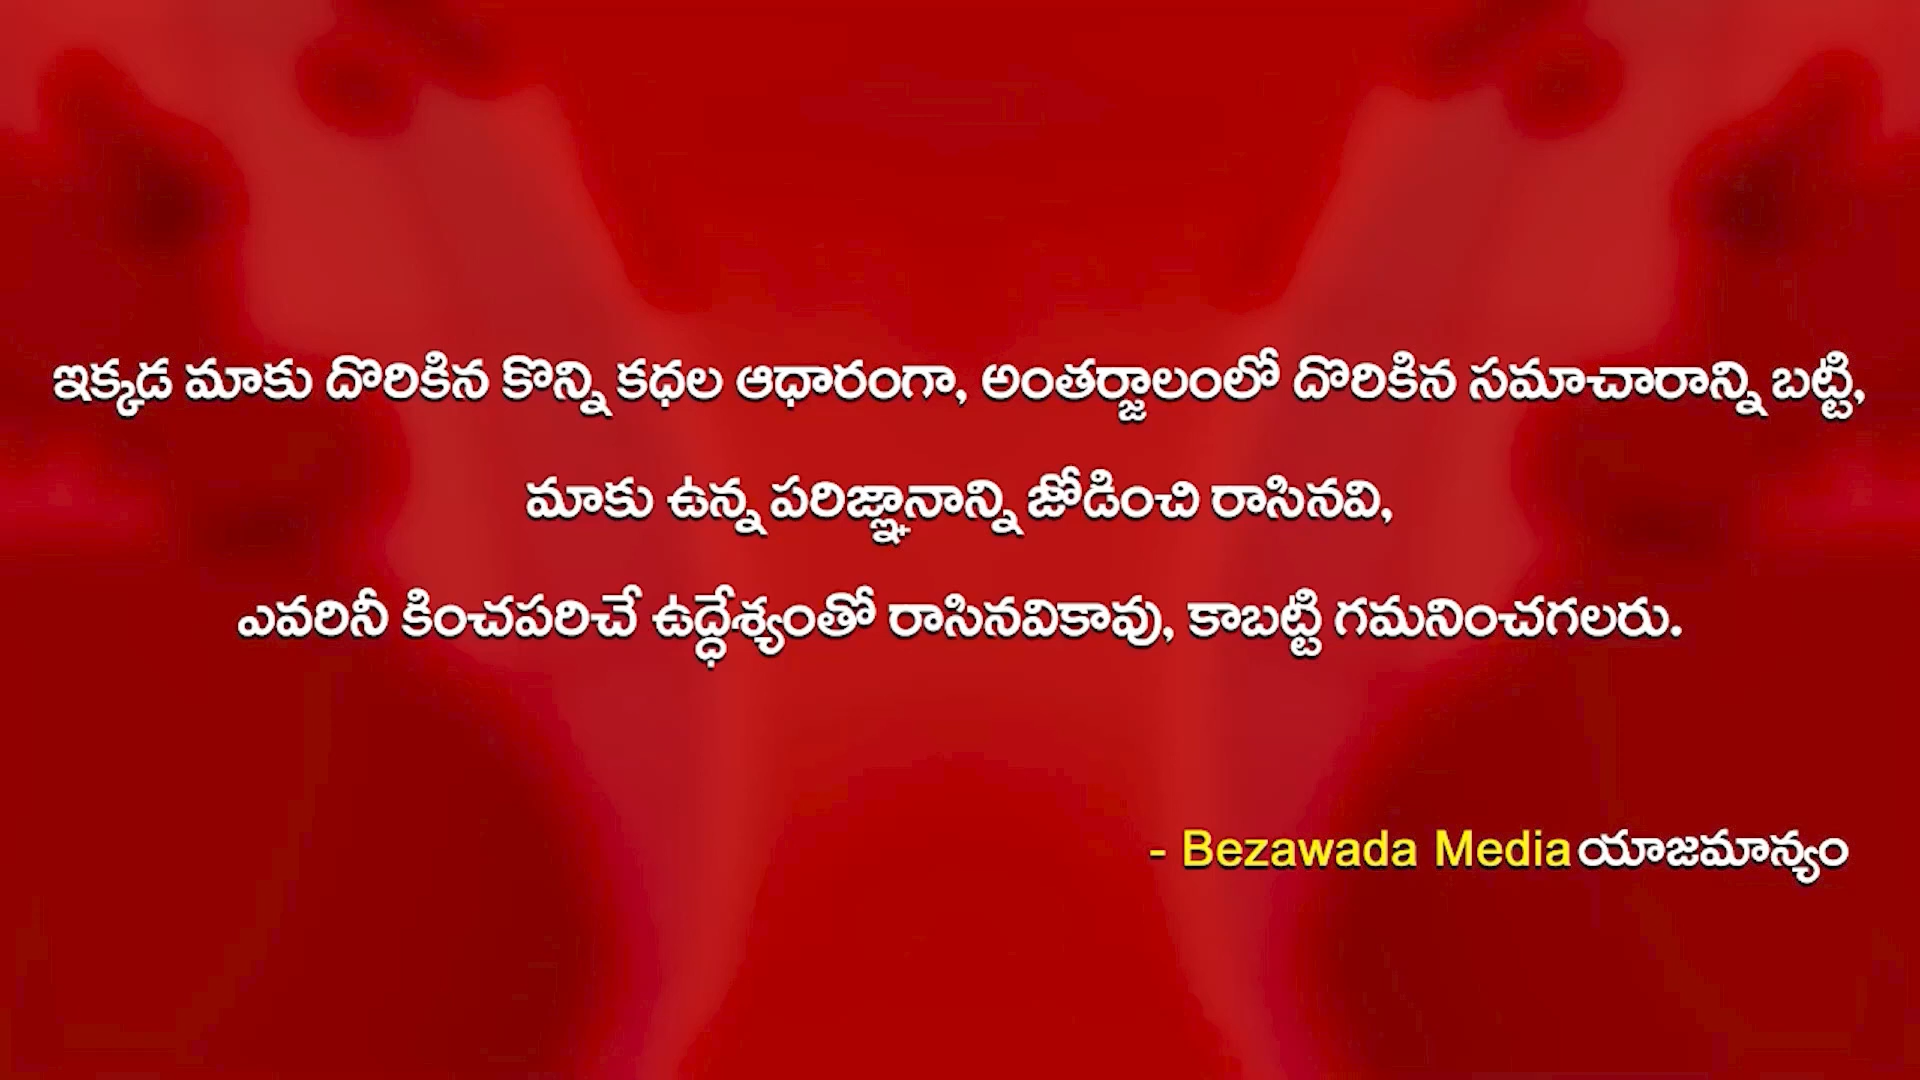 ఇక్కడ మాకు దొరికిన కొన్ని కధల ఆధారంగా, అంతర్జాలంలో దొరికిన సమాచారాన్ని బట్టి,
మాకు ఉన్న పరిజ్ఞానాన్ని జోడించి రాసినవి,
ఎవరినీ కించపరిచే ఉద్ధేశ్యంతో రాసినవికావు, కాబట్టి గమనించగలరు.
- Bezawada Media యాజమాన్యం